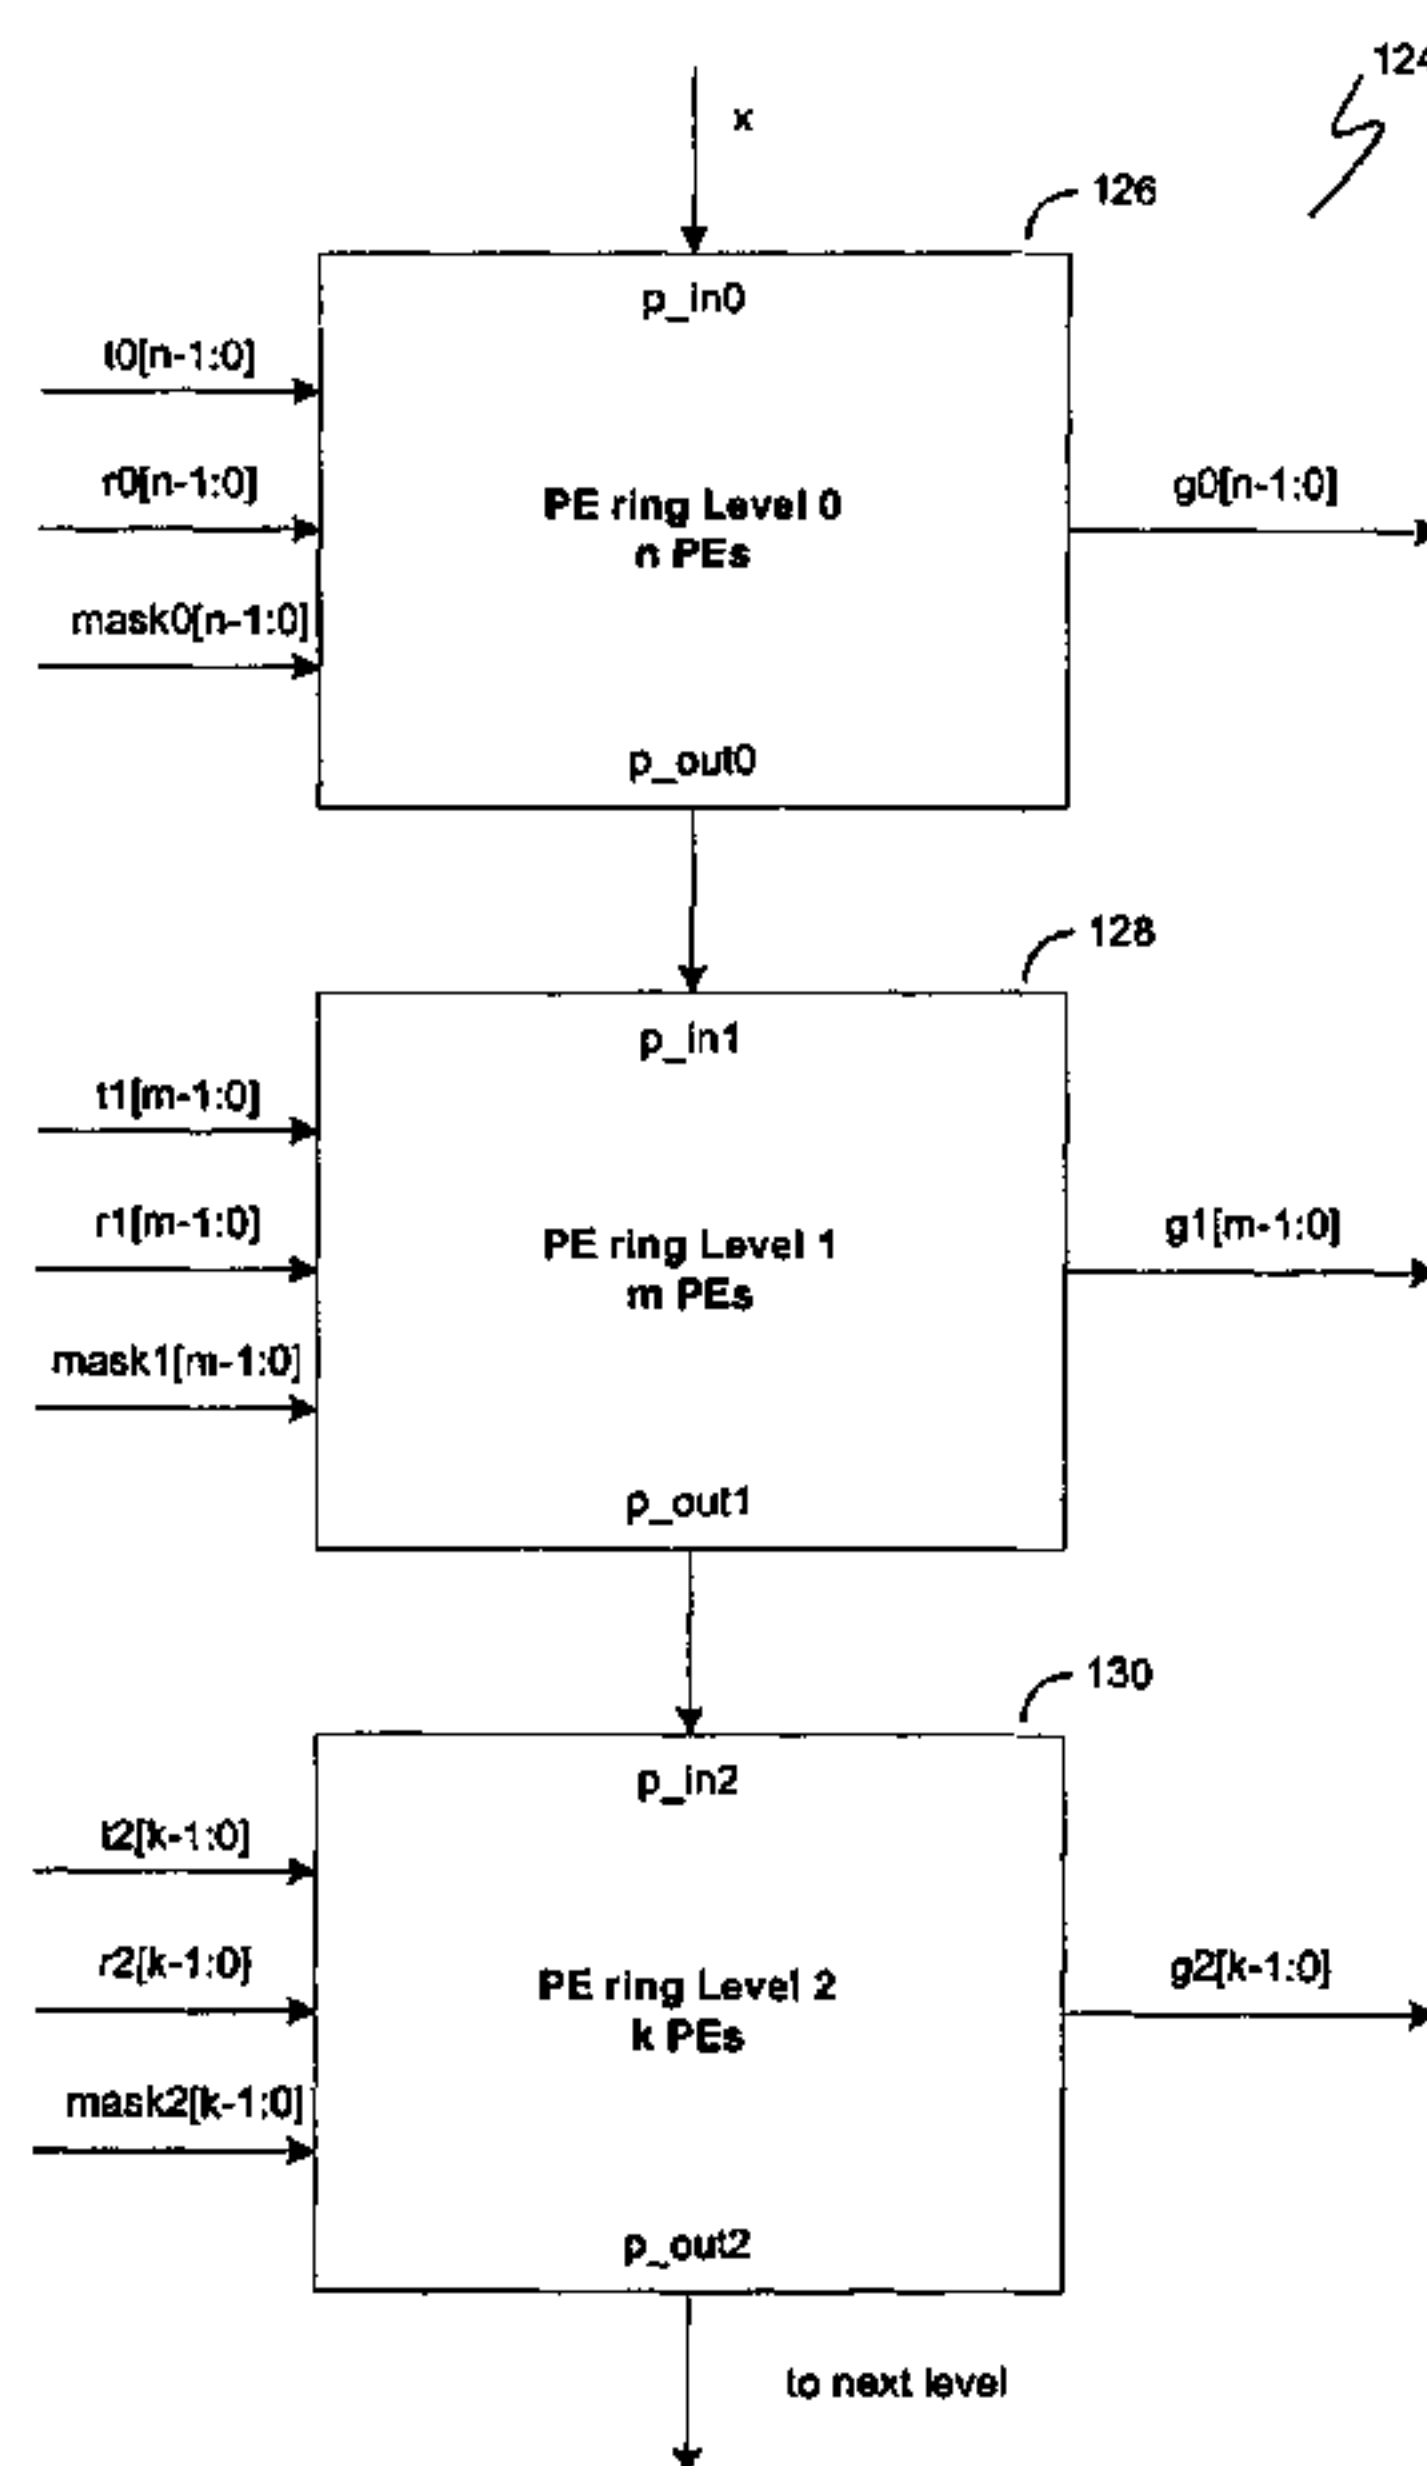 124
x
126
p_in0
t0[n-1:0]
r0[n-1:0]
PE ring Level 0
n PEs
g0[n-1:0]
mask0[n-1:0]
p_out0
128
p_in1
t1[m-1:0]
r1[m-1:0]
PE ring Level 1
m PEs
g1[m-1:0]
mask1[m-1:0]
p_out1
130
p_in2
t2[k-1:0]
r2[k-1:0]
PE ring Level 2
k PEs
g2[k-1:0]
mask2[k-1:0]
p_out2
to next level